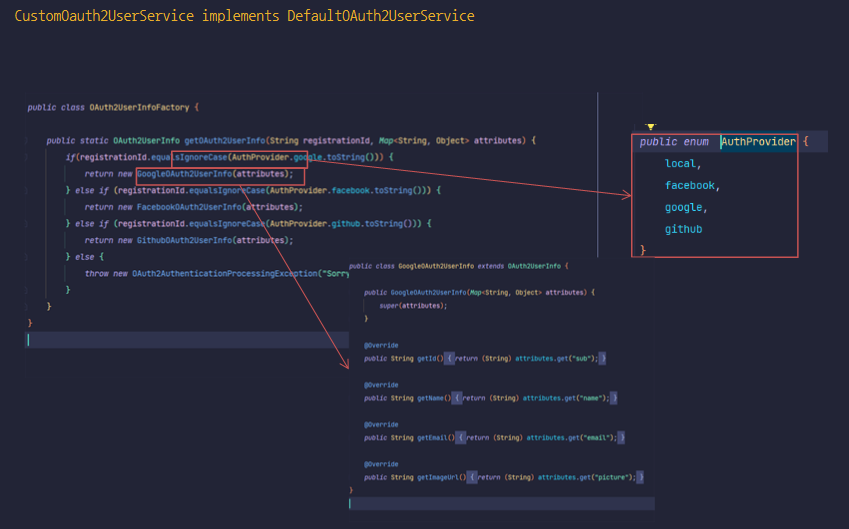 CustomOauth2UserService implements DefaultOAuth2UserService
public class OAuth2UserInfoFactory {
public static OAuth2UserInfo getOAuth2UserInfo(String registrationId, Map<String, Object> attributes) {
if(registrationId.equalsIgnoreCase(AuthProvider.google.toString())) {
return new GoogleOAuth2UserInfo(attributes);
} else if (registrationId.equalsIgnoreCase(AuthProvider.facebook.toString())) {
return new FacebookOAuth2UserInfo(attributes);
} else if (registrationId.equalsIgnoreCase(AuthProvider.github.toString())) {
return new GithubOAuth2UserInfo(attributes);
} else {
throw new OAuth2AuthenticationProcessingException("Sorry
}
}
}
public enum AuthProvider {
local,
facebook,
google,
github
}
public class GoogleOAuth2UserInfo extends OAuth2UserInfo {
public GoogleOAuth2UserInfo(Map<String, Object> attributes) {
super(attributes);
}
@Override
public String getId() { return (String) attributes.get("sub"); }
@Override
public String getName() { return (String) attributes.get("name"); }
@Override
public String getEmail() { return (String) attributes.get("email"); }
@Override
public String getImageUrl() { return (String) attributes.get("picture"); }
}